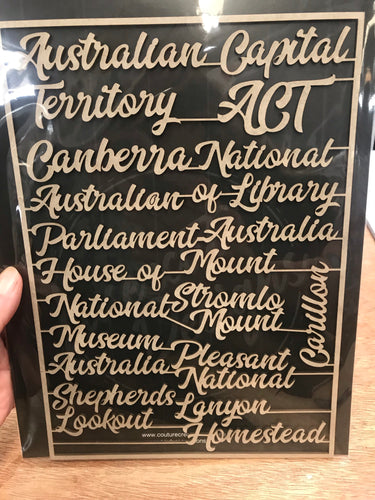 Australian Capital
Territory ACT
Canberra National
Australian of Library
Parliament Australia
House of Mount
National Stromlo
Mount
Museum
Carillon
Australia Pleasant
National
Shepherds Lanyon
Lookout
Homestead
www.couturecre